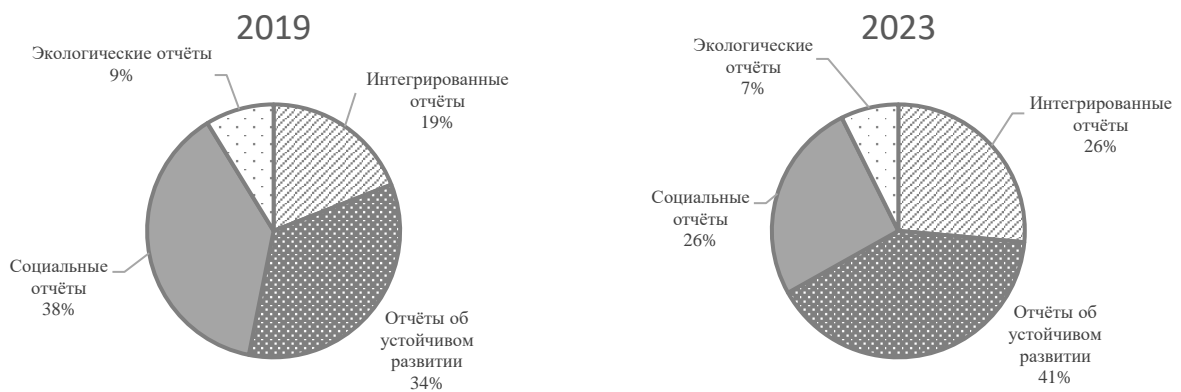 2019
Экологические отчёты
9%
Интегрированные
отчёты
19%
Социальные
отчёты
38%
Отчёты об
устойчивом
развитии
34%
2023
Экологические
отчёты
7%
Интегрированные
отчёты
26%
Социальные
отчёты
26%
Отчёты об
устойчивом
развитии
41%